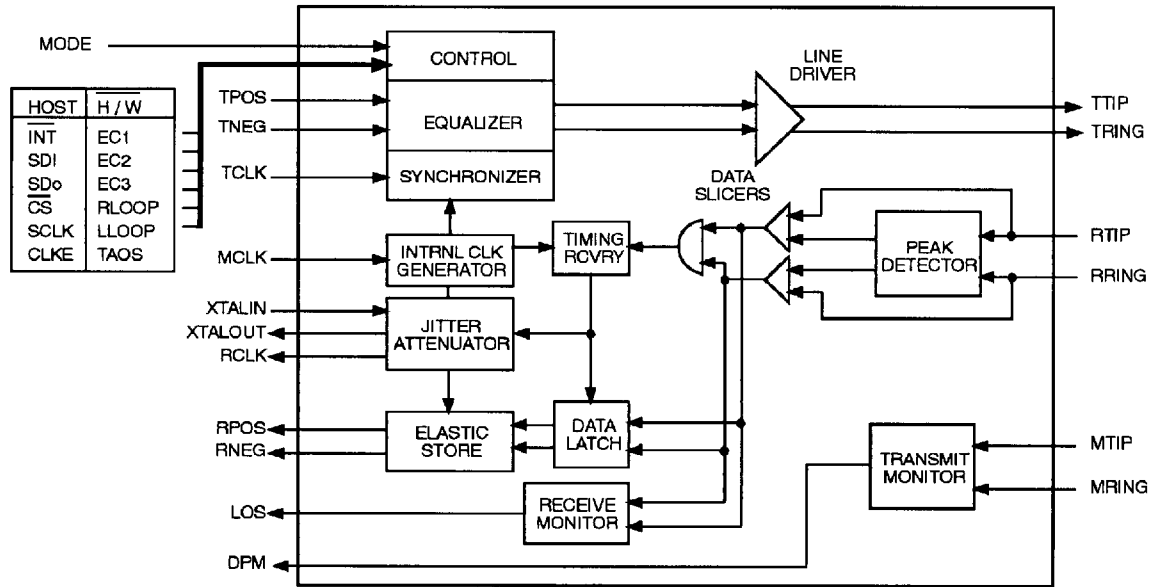 MODE
HOST H / W
INT EC1
SDI EC2
SDo EC3
CS RLOOP
SCLK LLOOP
CLKE TAOS
TPOS
TNEG
TCLK
MCLK
XTALIN
XTALOUT
RCLK
RPOS
RNEG
LOS
DPM
CONTROL
EQUALIZER
SYNCHRONIZER
INTRNL CLK
GENERATOR
JITTER
ATTENUATOR
ELASTIC
STORE
TIMING
RCVRY
DATA
LATCH
RECEIVE
MONITOR
LINE
DRIVER
DATA
SLICERS
PEAK
DETECTOR
TRANSMIT
MONITOR
TTIP
TRING
RTIP
RRING
MTIP
MRING